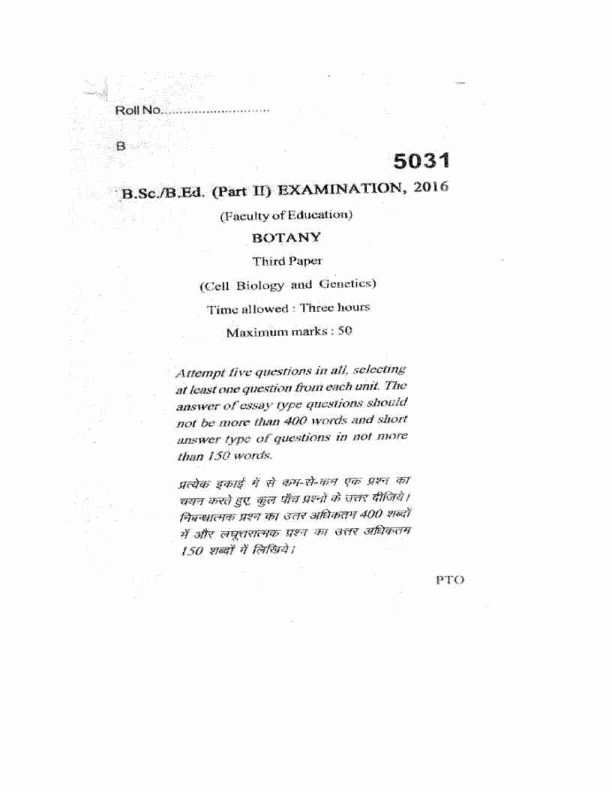 Roll No..............................
B
5031
B.Sc./B.Ed. (Part II) EXAMINATION, 2016
(Faculty of Education)
BOTANY
Third Paper
(Cell Biology and Genetics)
Time allowed : Three hours
Maximum marks : 50
Attempt five questions in all, selecting
at least one question from each unit. The
answer of essay type questions should
not be more than 400 words and short
answer type of questions in not more
than 150 words.
प्रत्येक इकाई में से कम-से-कम एक प्रश्न का
चयन करते हुए, कुल पाँच प्रश्नों के उत्तर दीजिये।
निबन्धात्मक प्रश्न का उत्तर अधिकतम 400 शब्दों
में और लघूत्तरात्मक प्रश्न का उत्तर अधिकतम
150 शब्दों में लिखिये।
PTO